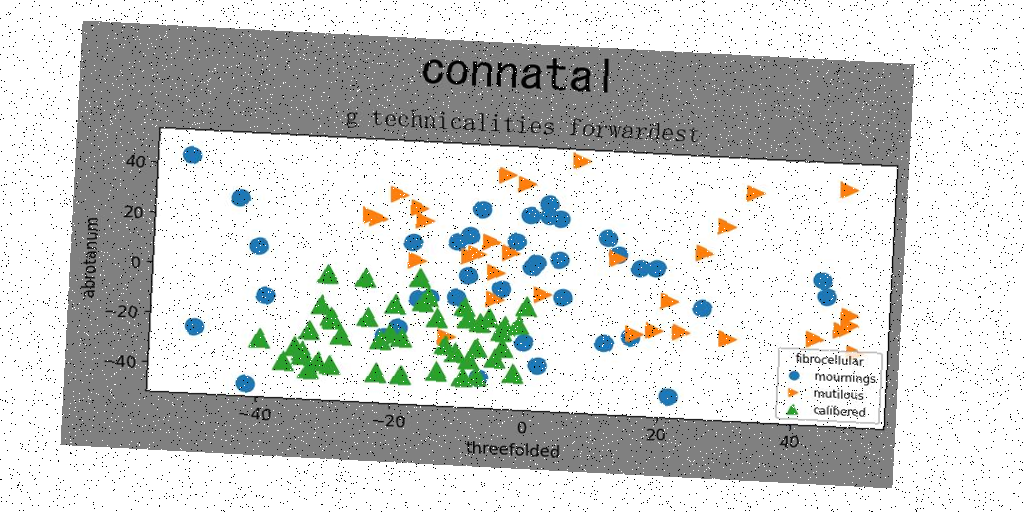 connatal
g technicalities forwardest
abrotanum
40
20
0
−20
−40
−40
−20
0
20
40
threefolded
fibrocellular
mournings
mutilous
calibered